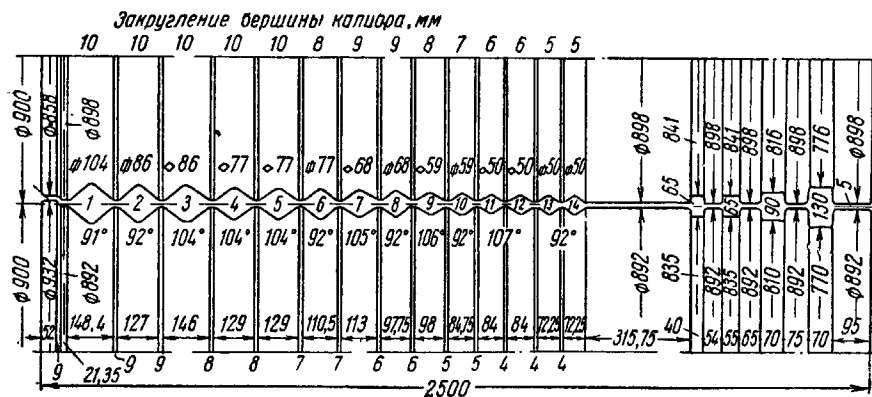 Закругление вершины калибра, мм
10 10 10 10 10 8 9 9 8 7 6 6 5 5
ф900 ф858 ф898 ф898 841 898 841 898 816 898 776 ф898
ф104 ф86 ◇86 ◇77 ◇77 ф77 ◇68 ф68 ◇59 ф59 ◇50 ◇50 ф50 ф50
65 65 90 130 5
1 2 3 4 5 6 7 8 9 10 11 12 13 14
91° 92° 104° 104° 104° 92° 105° 92° 106° 92° 107° 92°
ф900 ф932 ф892 ф892 835 892 835 892 810 892 770 ф892
52 148,4 127 146 129 129 110,5 113 97,75 98 84,75 84 84 72,25 72,25 315,75 40 54 55 65 70 75 70 95
9 21,35 9 9 8 8 7 7 6 6 5 5 4 4 4
2500